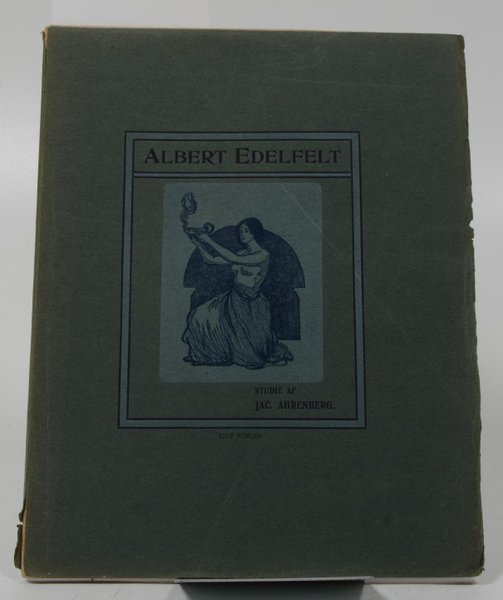 ALBERT EDELFELT
STUDIE AF
JAC. AHRENBERG.